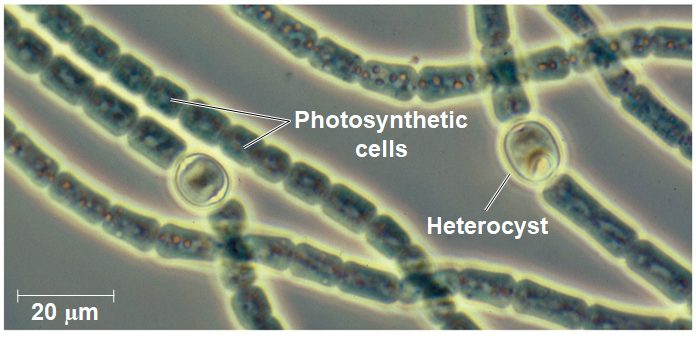 Photosynthetic
cells
Heterocyst
20 μm